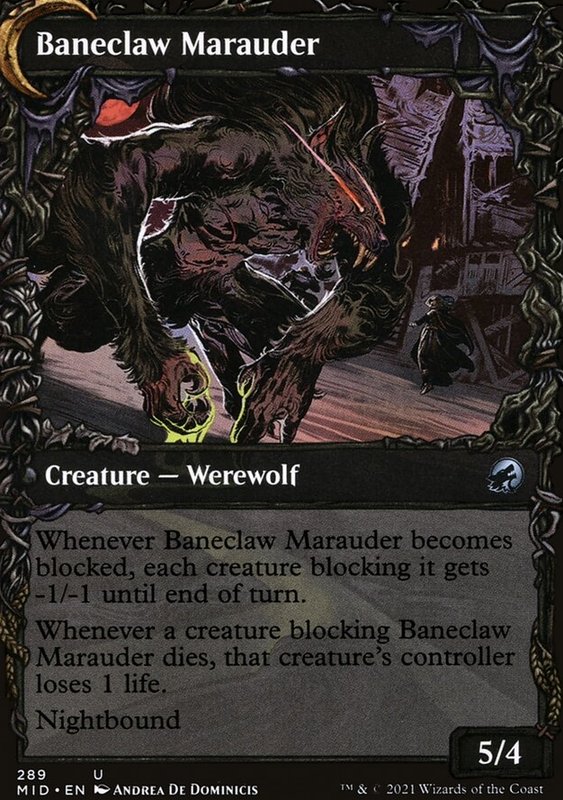 Baneclaw Marauder
Creature — Werewolf
Whenever Baneclaw Marauder becomes
blocked, each creature blocking it gets
-1/-1 until end of turn.
Whenever a creature blocking Baneclaw
Marauder dies, that creature's controller
loses 1 life.
Nightbound
5/4
289 U
MID • EN Andrea De Dominicis
™ & © 2021 Wizards of the Coast